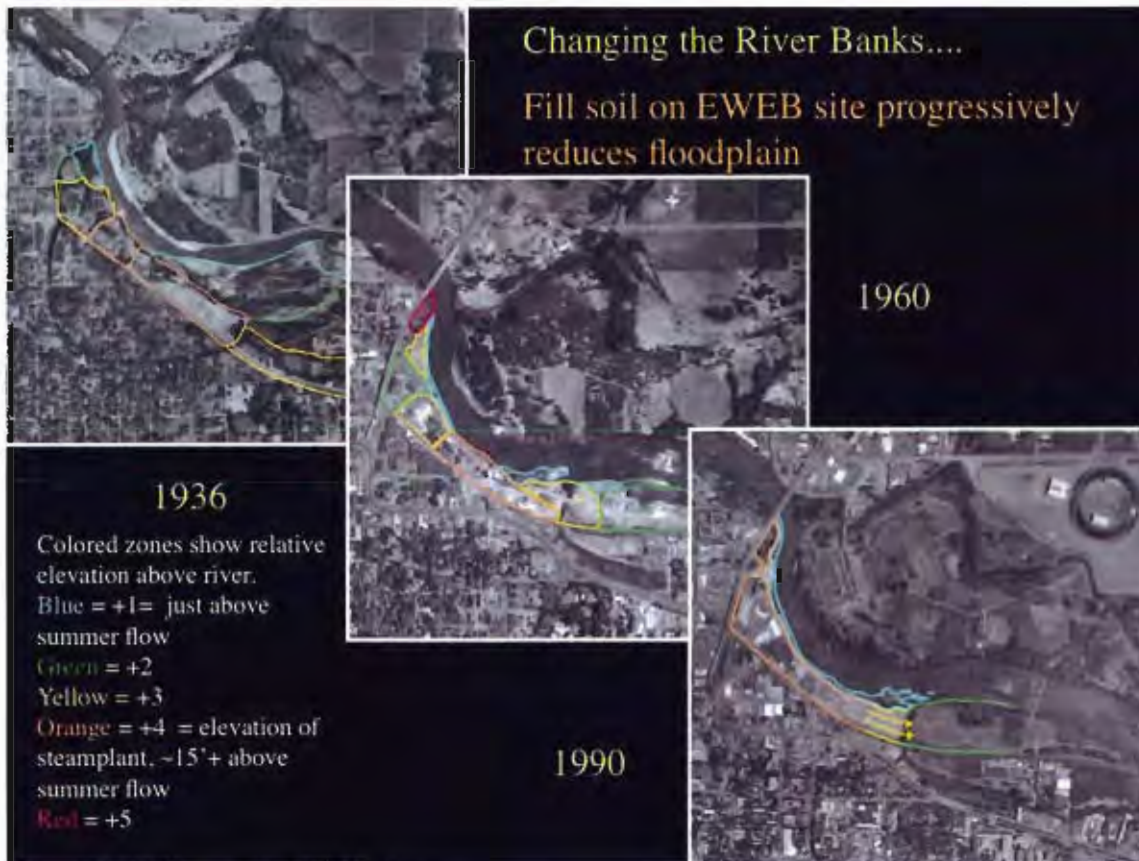 Changing the River Banks....
Fill soil on EWEB site progressively
reduces floodplain
1960
1936
Colored zones show relative
elevation above river.
Blue = +1= just above
summer flow
Green = +2
Yellow = +3
Orange = +4 = elevation of
steamplant, ~15'+ above
summer flow
Red = +5
1990